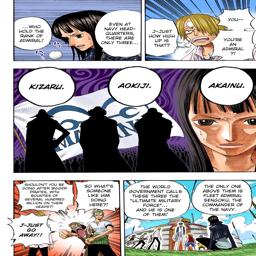 YOU--
YOU'RE
AN
ADMIRAL
?!
J-JUST
HOW HIGH
UP IS
THAT?
EVEN AT
NAVY HEAD-
QUARTERS,
THERE
ARE ONLY
THREE...
...WHO
HOLD THE
RANK OF
ADMIRAL!
AKAINU.
AOKIJI.
KIZARU.
THE ONLY ONE
ABOVE THEM IS
FLEET ADMIRAL
SENGOKU, THE
COMMANDER OF
THE NAVY.
THE WORLD
GOVERNMENT CALLS
THESE THREE THE
"ULTIMATE MILITARY
FORCE"...
AND HE IS
ONE OF
THEM!
SO WHAT'S
SOMEONE
LIKE HIM
DOING
HERE?!
SHOULDN'T YOU BE
GOING AFTER BIGGER
PIRATES, WITH
BOUNTIES OF
SEVERAL HUNDRED
MILLION ON THEIR
HEADS?!
J-JUST
GO
AWAY!!